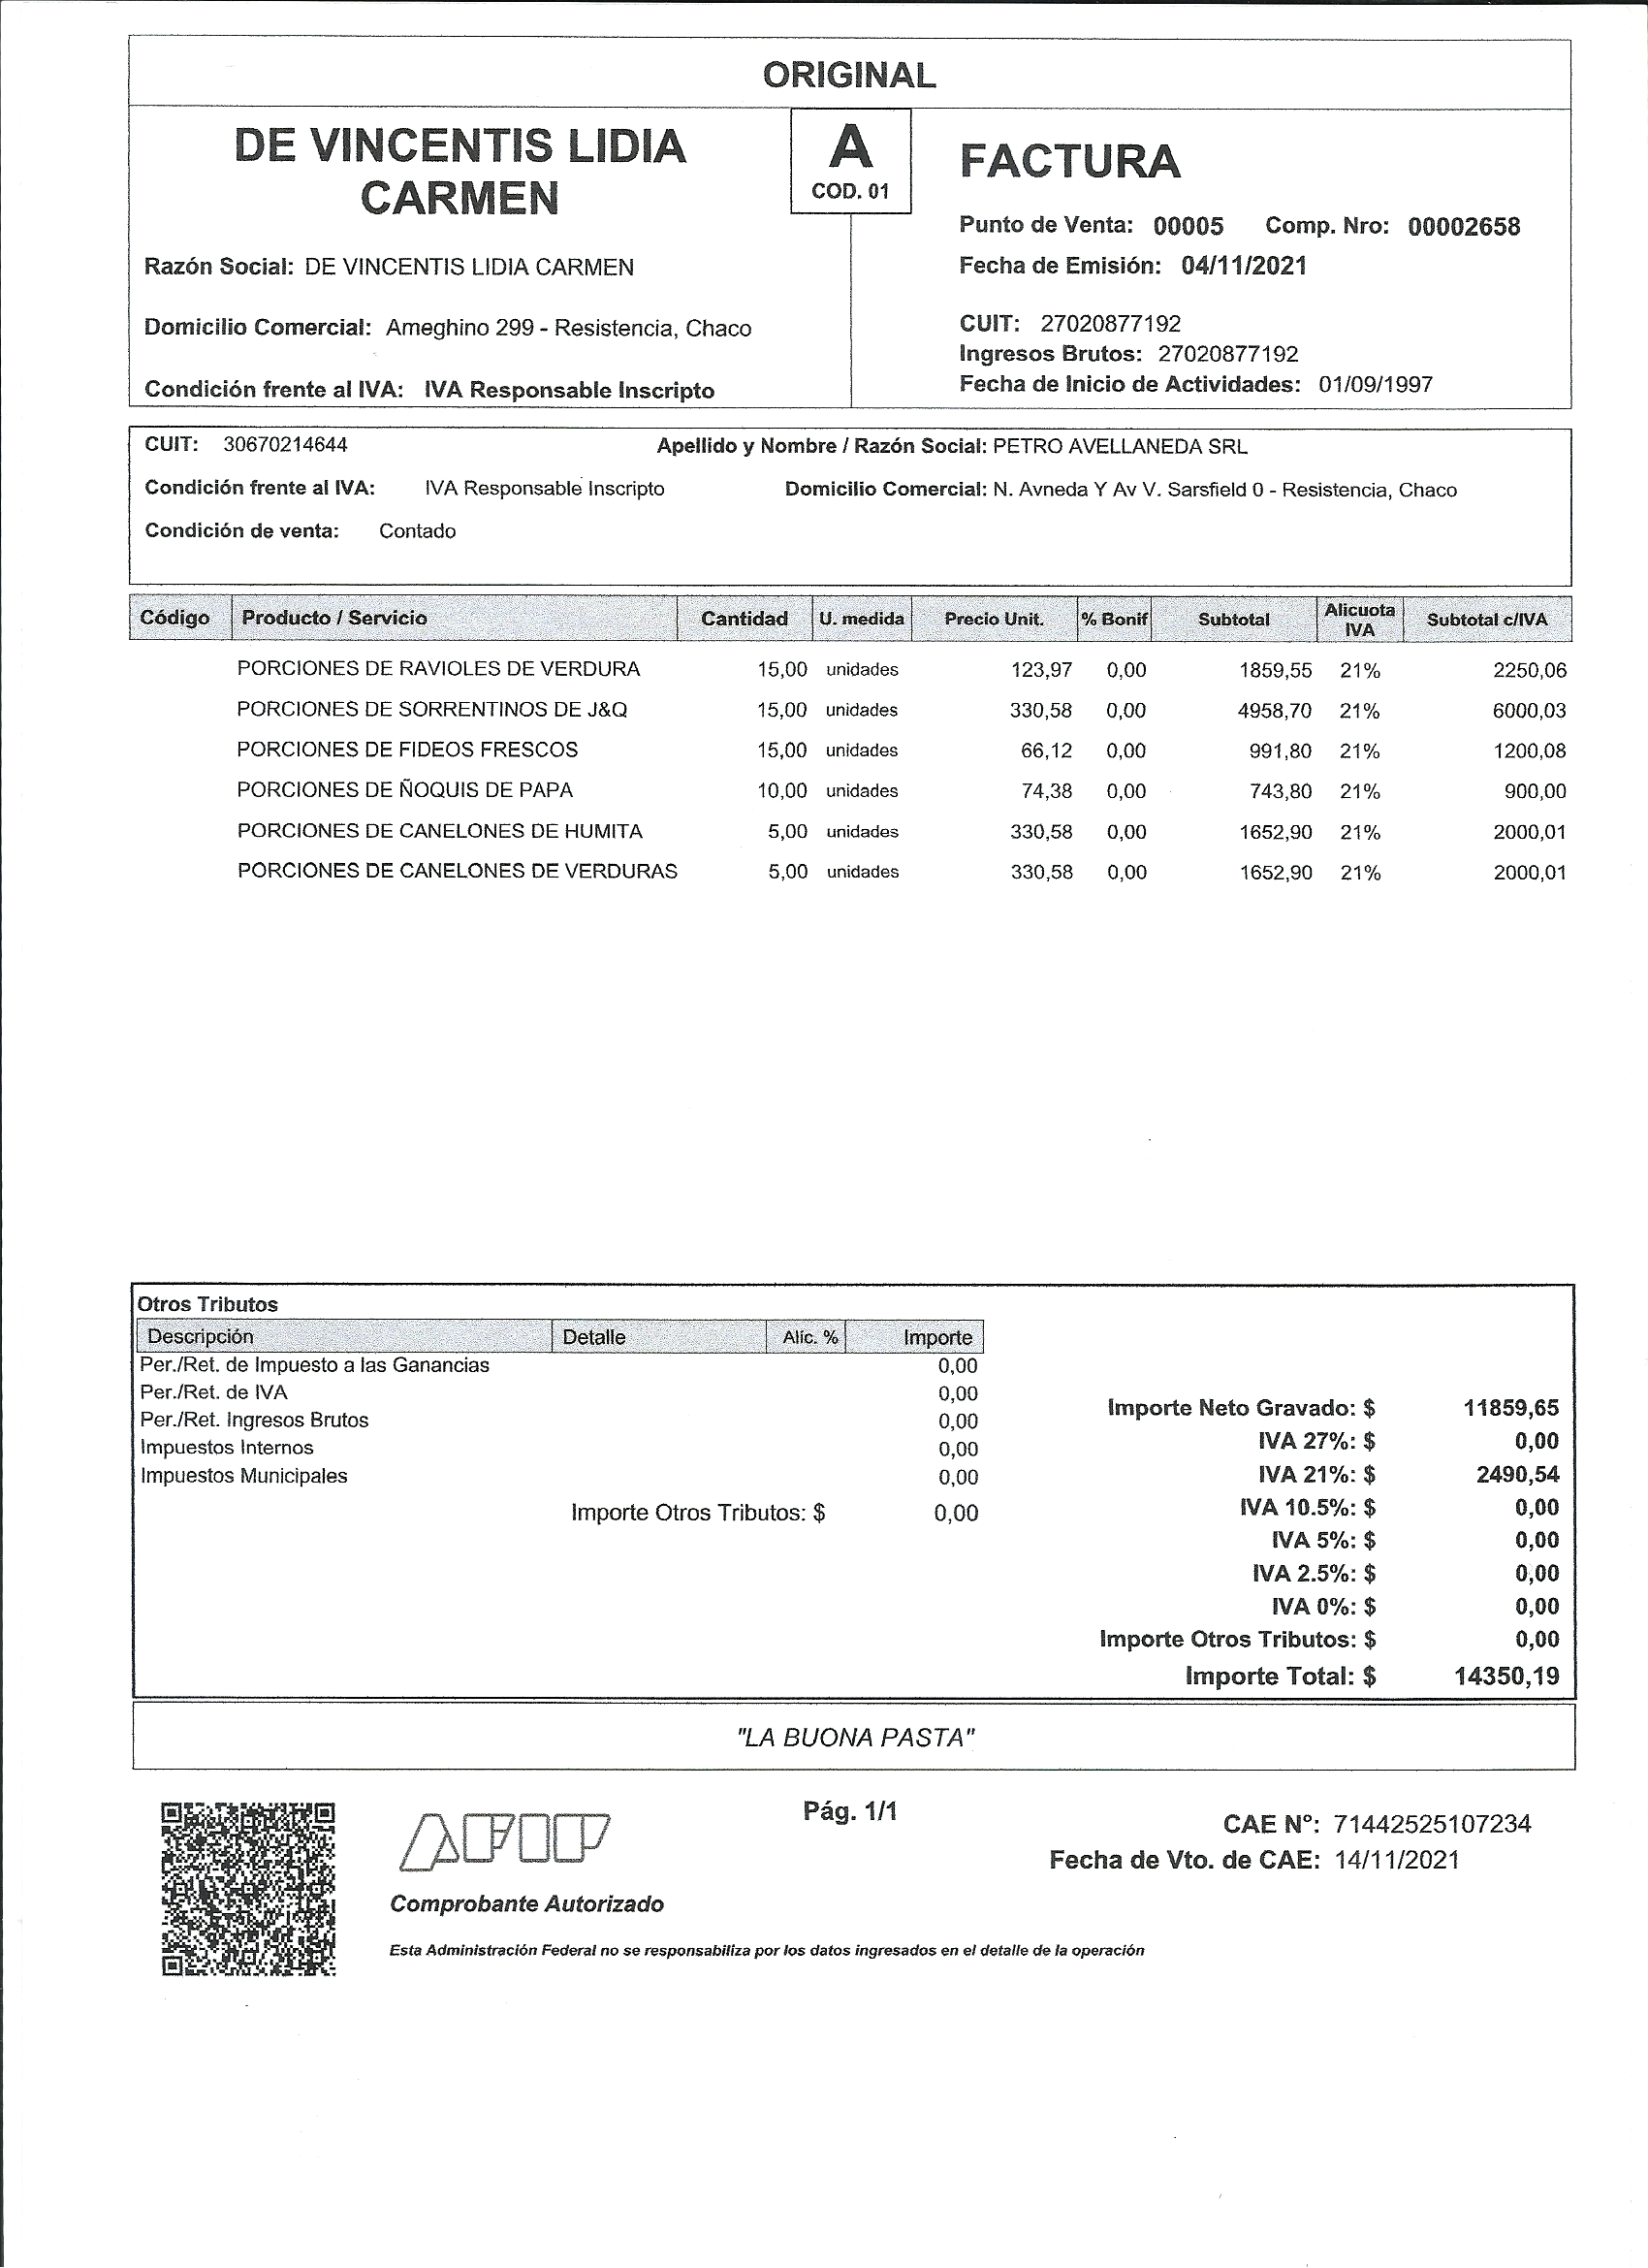 ORIGINAL
DE VINCENTIS LIDIA
CARMEN
A
COD. 01
FACTURA
Punto de Venta: 00005 Comp. Nro: 00002658
Razón Social: DE VINCENTIS LIDIA CARMEN
Fecha de Emisión: 04/11/2021
Domicilio Comercial: Ameghino 299 - Resistencia, Chaco
CUIT: 27020877192
Ingresos Brutos: 27020877192
Condición frente al IVA: IVA Responsable Inscripto
Fecha de Inicio de Actividades: 01/09/1997
CUIT: 30670214644 Apellido y Nombre / Razón Social: PETRO AVELLANEDA SRL
Condición frente al IVA: IVA Responsable Inscripto Domicilio Comercial: N. Avneda Y Av V. Sarsfield 0 - Resistencia, Chaco
Condición de venta: Contado
Código Producto / Servicio Cantidad U. medida Precio Unit. % Bonif Subtotal Alicuota IVA Subtotal c/IVA
PORCIONES DE RAVIOLES DE VERDURA 15,00 unidades 123,97 0,00 1859,55 21% 2250,06
PORCIONES DE SORRENTINOS DE J&Q 15,00 unidades 330,58 0,00 4958,70 21% 6000,03
PORCIONES DE FIDEOS FRESCOS 15,00 unidades 66,12 0,00 991,80 21% 1200,08
PORCIONES DE ÑOQUIS DE PAPA 10,00 unidades 74,38 0,00 743,80 21% 900,00
PORCIONES DE CANELONES DE HUMITA 5,00 unidades 330,58 0,00 1652,90 21% 2000,01
PORCIONES DE CANELONES DE VERDURAS 5,00 unidades 330,58 0,00 1652,90 21% 2000,01
Otros Tributos
Descripción Detalle Alic. % Importe
Per./Ret. de Impuesto a las Ganancias 0,00
Per./Ret. de IVA 0,00
Per./Ret. Ingresos Brutos 0,00
Impuestos Internos 0,00
Impuestos Municipales 0,00
Importe Otros Tributos: $ 0,00
Importe Neto Gravado: $ 11859,65
IVA 27%: $ 0,00
IVA 21%: $ 2490,54
IVA 10.5%: $ 0,00
IVA 5%: $ 0,00
IVA 2.5%: $ 0,00
IVA 0%: $ 0,00
Importe Otros Tributos: $ 0,00
Importe Total: $ 14350,19
"LA BUONA PASTA"
AFIP
Pág. 1/1
CAE N°: 71442525107234
Fecha de Vto. de CAE: 14/11/2021
Comprobante Autorizado
Esta Administración Federal no se responsabiliza por los datos ingresados en el detalle de la operación